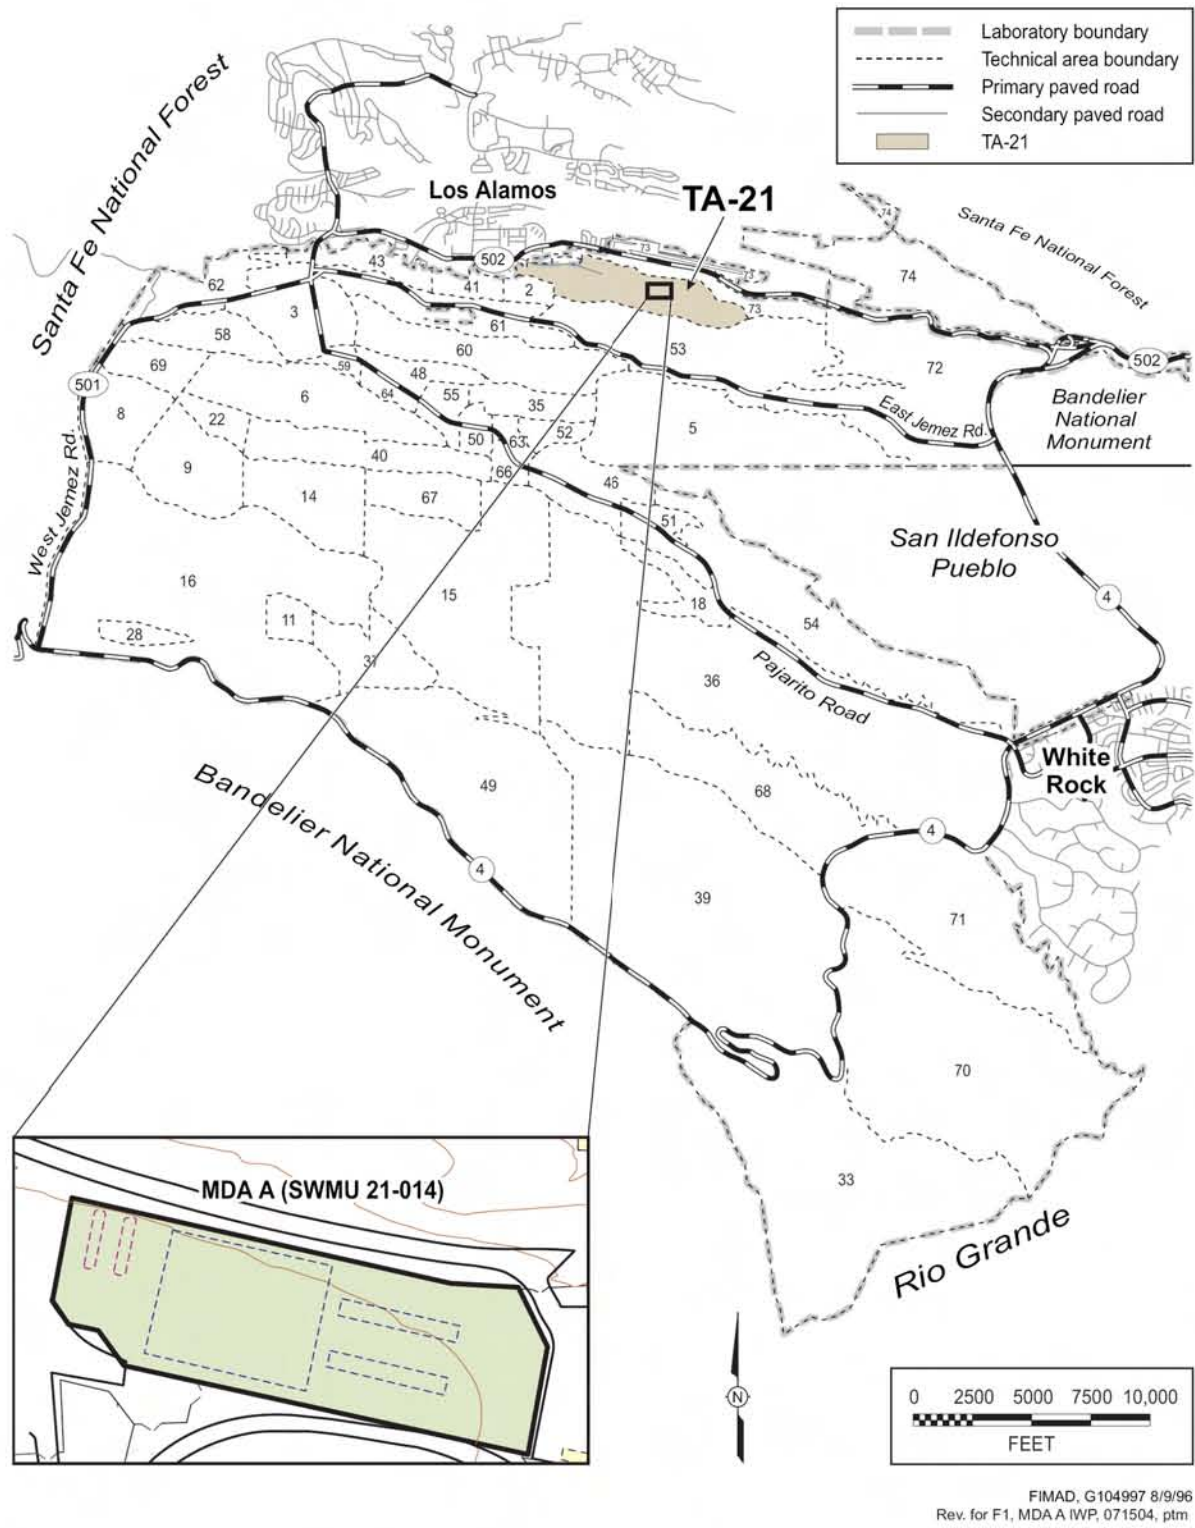 Laboratory boundary
Technical area boundary
Primary paved road
Secondary paved road
TA-21
Santa Fe National Forest
Los Alamos
TA-21
74
Santa Fe National Forest
73
502
43
74
73
62
41
2
73
3
61
58
53
60
502
69
59
48
72
501
64
55
6
35
Bandelier
National
Monument
8
22
East Jemez Rd.
5
50
63
52
40
9
66
46
14
67
51
West Jemez Rd.
San Ildefonso
Pueblo
16
15
4
18
11
54
28
37
36
Pajarito Road
White
Rock
49
68
Bandelier National Monument
4
4
39
71
70
33
Rio Grande
MDA A (SWMU 21-014)
N
0 2500 5000 7500 10,000
FEET
FIMAD, G104997 8/9/96
Rev. for F1, MDA A IWP, 071504, ptm